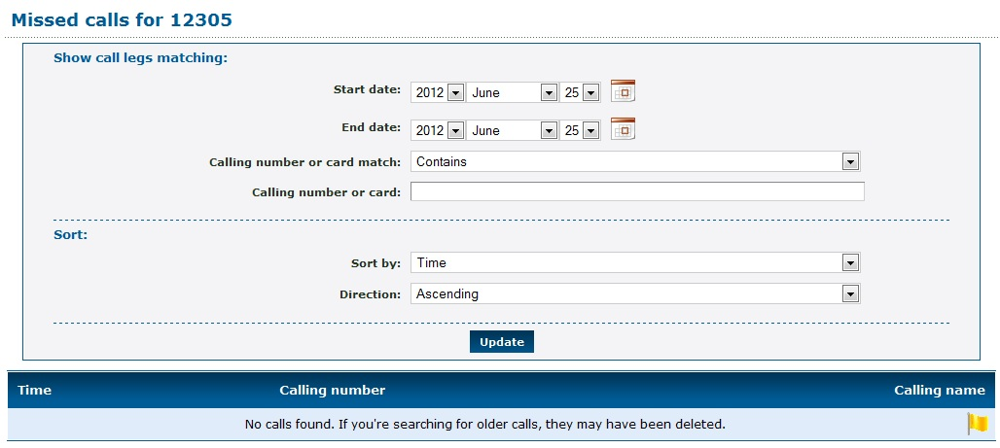 Missed calls for 12305
Show call legs matching:
Start date: 2012 June 25
End date: 2012 June 25
Calling number or card match: Contains
Calling number or card:
Sort:
Sort by: Time
Direction: Ascending
Update
Time Calling number Calling name
No calls found. If you're searching for older calls, they may have been deleted.